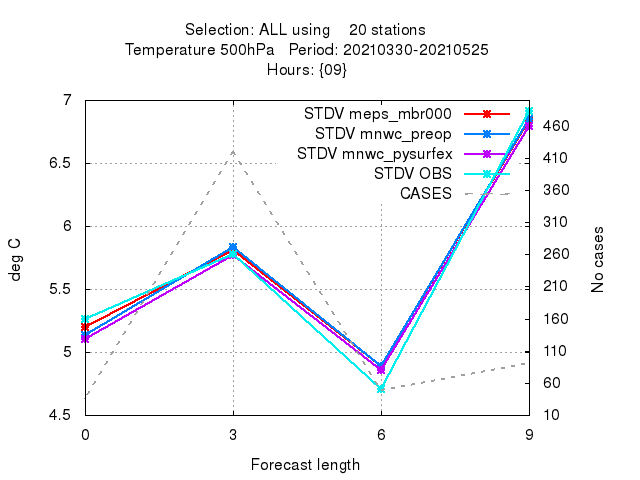 Selection: ALL using    20 stations
Temperature 500hPa   Period: 20210330-20210525
Hours: {09}
STDV meps_mbr000
STDV mnwc_preop
STDV mnwc_pysurfex
STDV OBS
CASES
deg C
7
6.5
6
5.5
5
4.5
No cases
460
410
360
310
260
210
160
110
60
10
0 3 6 9
Forecast length